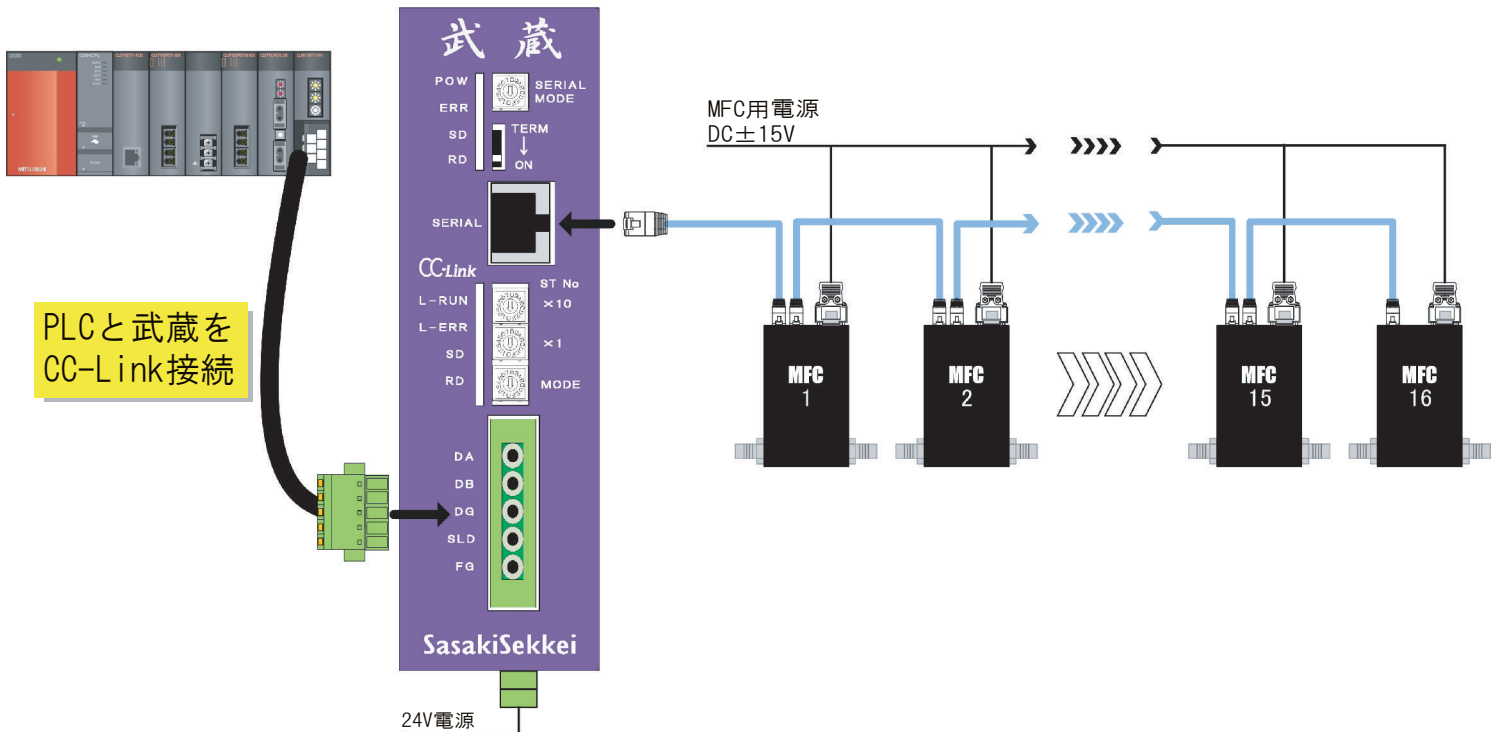 MITSUBISHI
PLCと武蔵を
CC-Link接続
武蔵
POW
ERR
SD
RD
SERIAL
MODE
TERM
↓
ON
SERIAL
CC-Link
L-RUN
L-ERR
SD
RD
ST No
×10
×1
MODE
DA
DB
DG
SLD
FG
SasakiSekkei
24V電源
MFC用電源
DC±15V
MFC
1
MFC
2
MFC
15
MFC
16